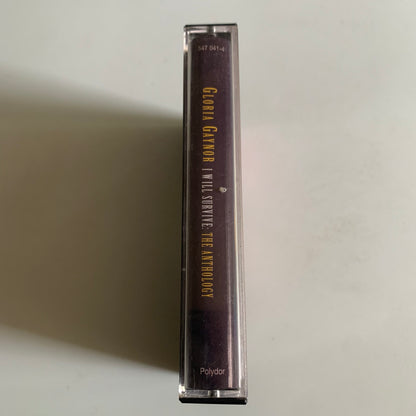 547 041-4
GLORIA GAYNOR I WILL SURVIVE: THE ANTHOLOGY
Polydor